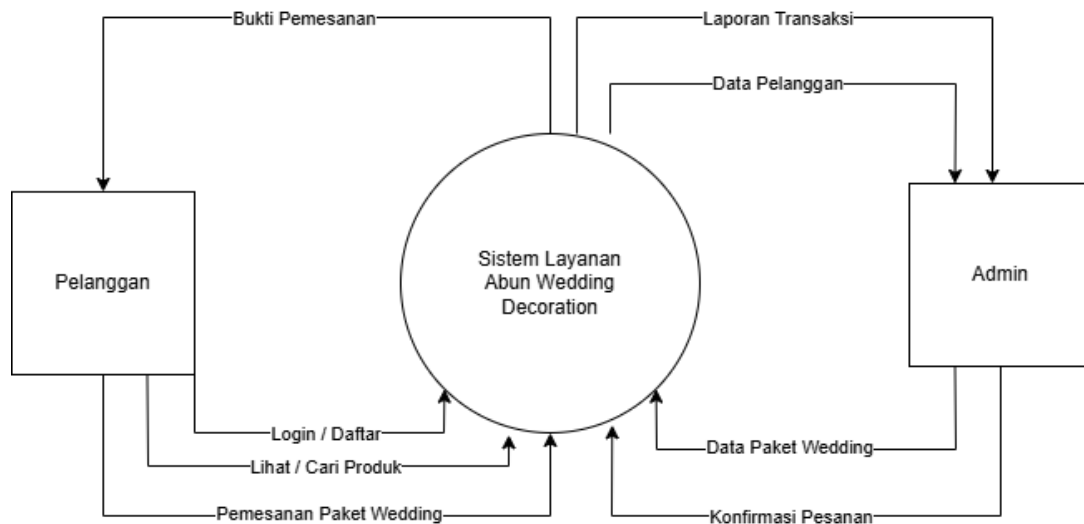 Bukti Pemesanan
Laporan Transaksi
Data Pelanggan
Pelanggan
Sistem Layanan
Abun Wedding
Decoration
Admin
Login / Daftar
Data Paket Wedding
Lihat / Cari Produk
Pemesanan Paket Wedding
Konfirmasi Pesanan